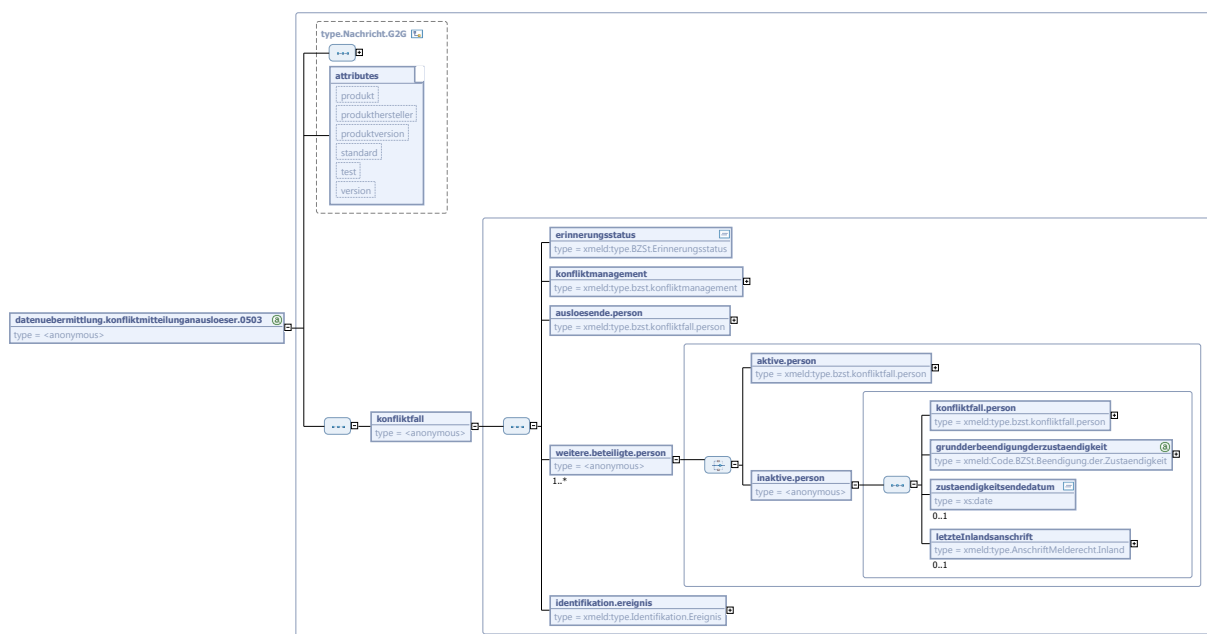 type.Nachricht.G2G
attributes
produkt
produkthersteller
produktversion
standard
test
version
datenuebermittlung.konfliktmitteilunganausloeser.0503
type = <anonymous>
konfliktfall
type = <anonymous>
erinnerungsstatus
type = xmeld:type.BZSt.Erinnerungsstatus
konfliktmanagement
type = xmeld:type.bzst.konfliktmanagement
ausloesende.person
type = xmeld:type.bzst.konfliktfall.person
weitere.beteiligte.person
type = <anonymous>
1..*
aktive.person
type = xmeld:type.bzst.konfliktfall.person
inaktive.person
type = <anonymous>
konfliktfall.person
type = xmeld:type.bzst.konfliktfall.person
grundderbeendigungderzustaendigkeit
type = xmeld:Code.BZSt.Beendigung.der.Zustaendigkeit
zustaendigkeitsendedatum
type = xs:date
0..1
letzteInlandsanschrift
type = xmeld:type.AnschriftMelderecht.Inland
0..1
identifikation.ereignis
type = xmeld:type.Identifikation.Ereignis